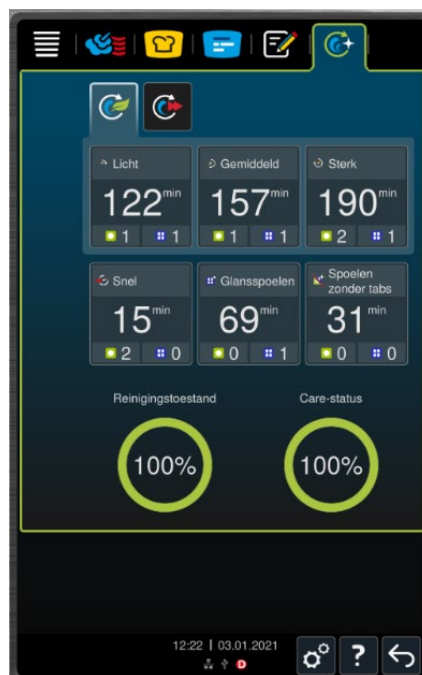 Licht
Gemiddeld
Sterk
122 min
157 min
190 min
1 1
1 1
2 1
Snel
Glansspoelen
Spoelen
zonder tabs
15 min
69 min
31 min
2 0
0 1
0 0
Reinigingstoestand
Care-status
100%
100%
12:22 | 03.01.2021
D
?